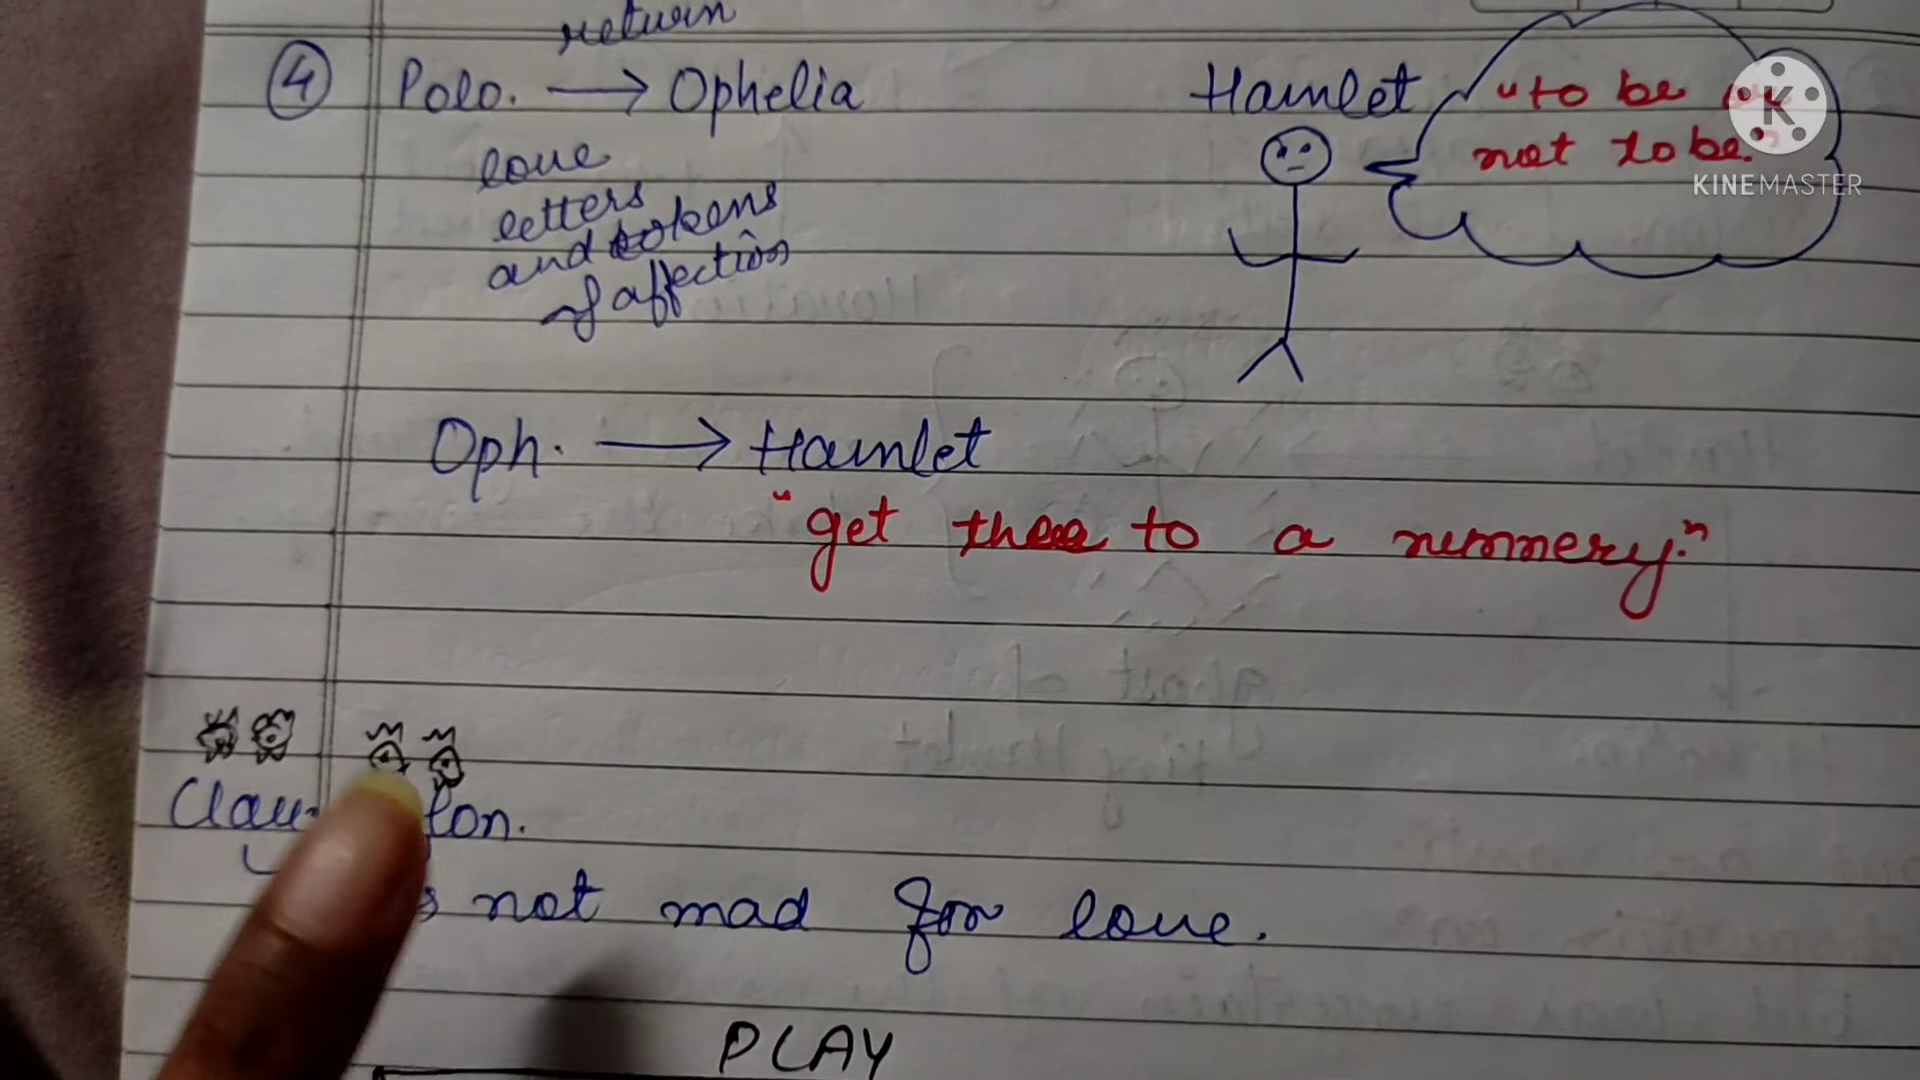 return
④ Polo. → Ophelia
love
letters
and tokens
of affection
Hamlet
"to be or
not to be."
KINEMASTER
Oph. → Hamlet
"get thee to a nunnery."
not mad for love.
PLAY